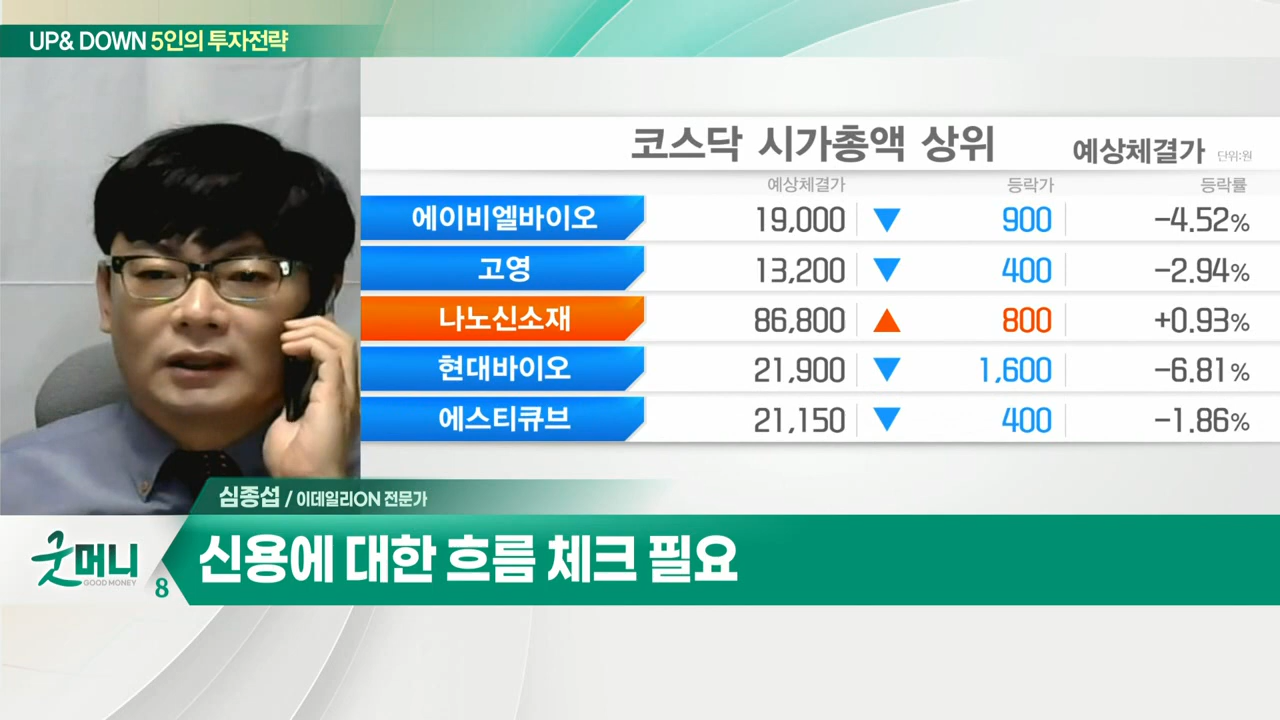 UP& DOWN 5인의 투자전략
코스닥 시가총액 상위 예상체결가 단위:원
예상체결가 등락가 등락률
에이비엘바이오 19,000 ▼ 900 -4.52%
고영 13,200 ▼ 400 -2.94%
나노신소재 86,800 ▲ 800 +0.93%
현대바이오 21,900 ▼ 1,600 -6.81%
에스티큐브 21,150 ▼ 400 -1.86%
심종섭 / 이데일리ON 전문가
굿머니
GOOD MONEY
8
신용에 대한 흐름 체크 필요